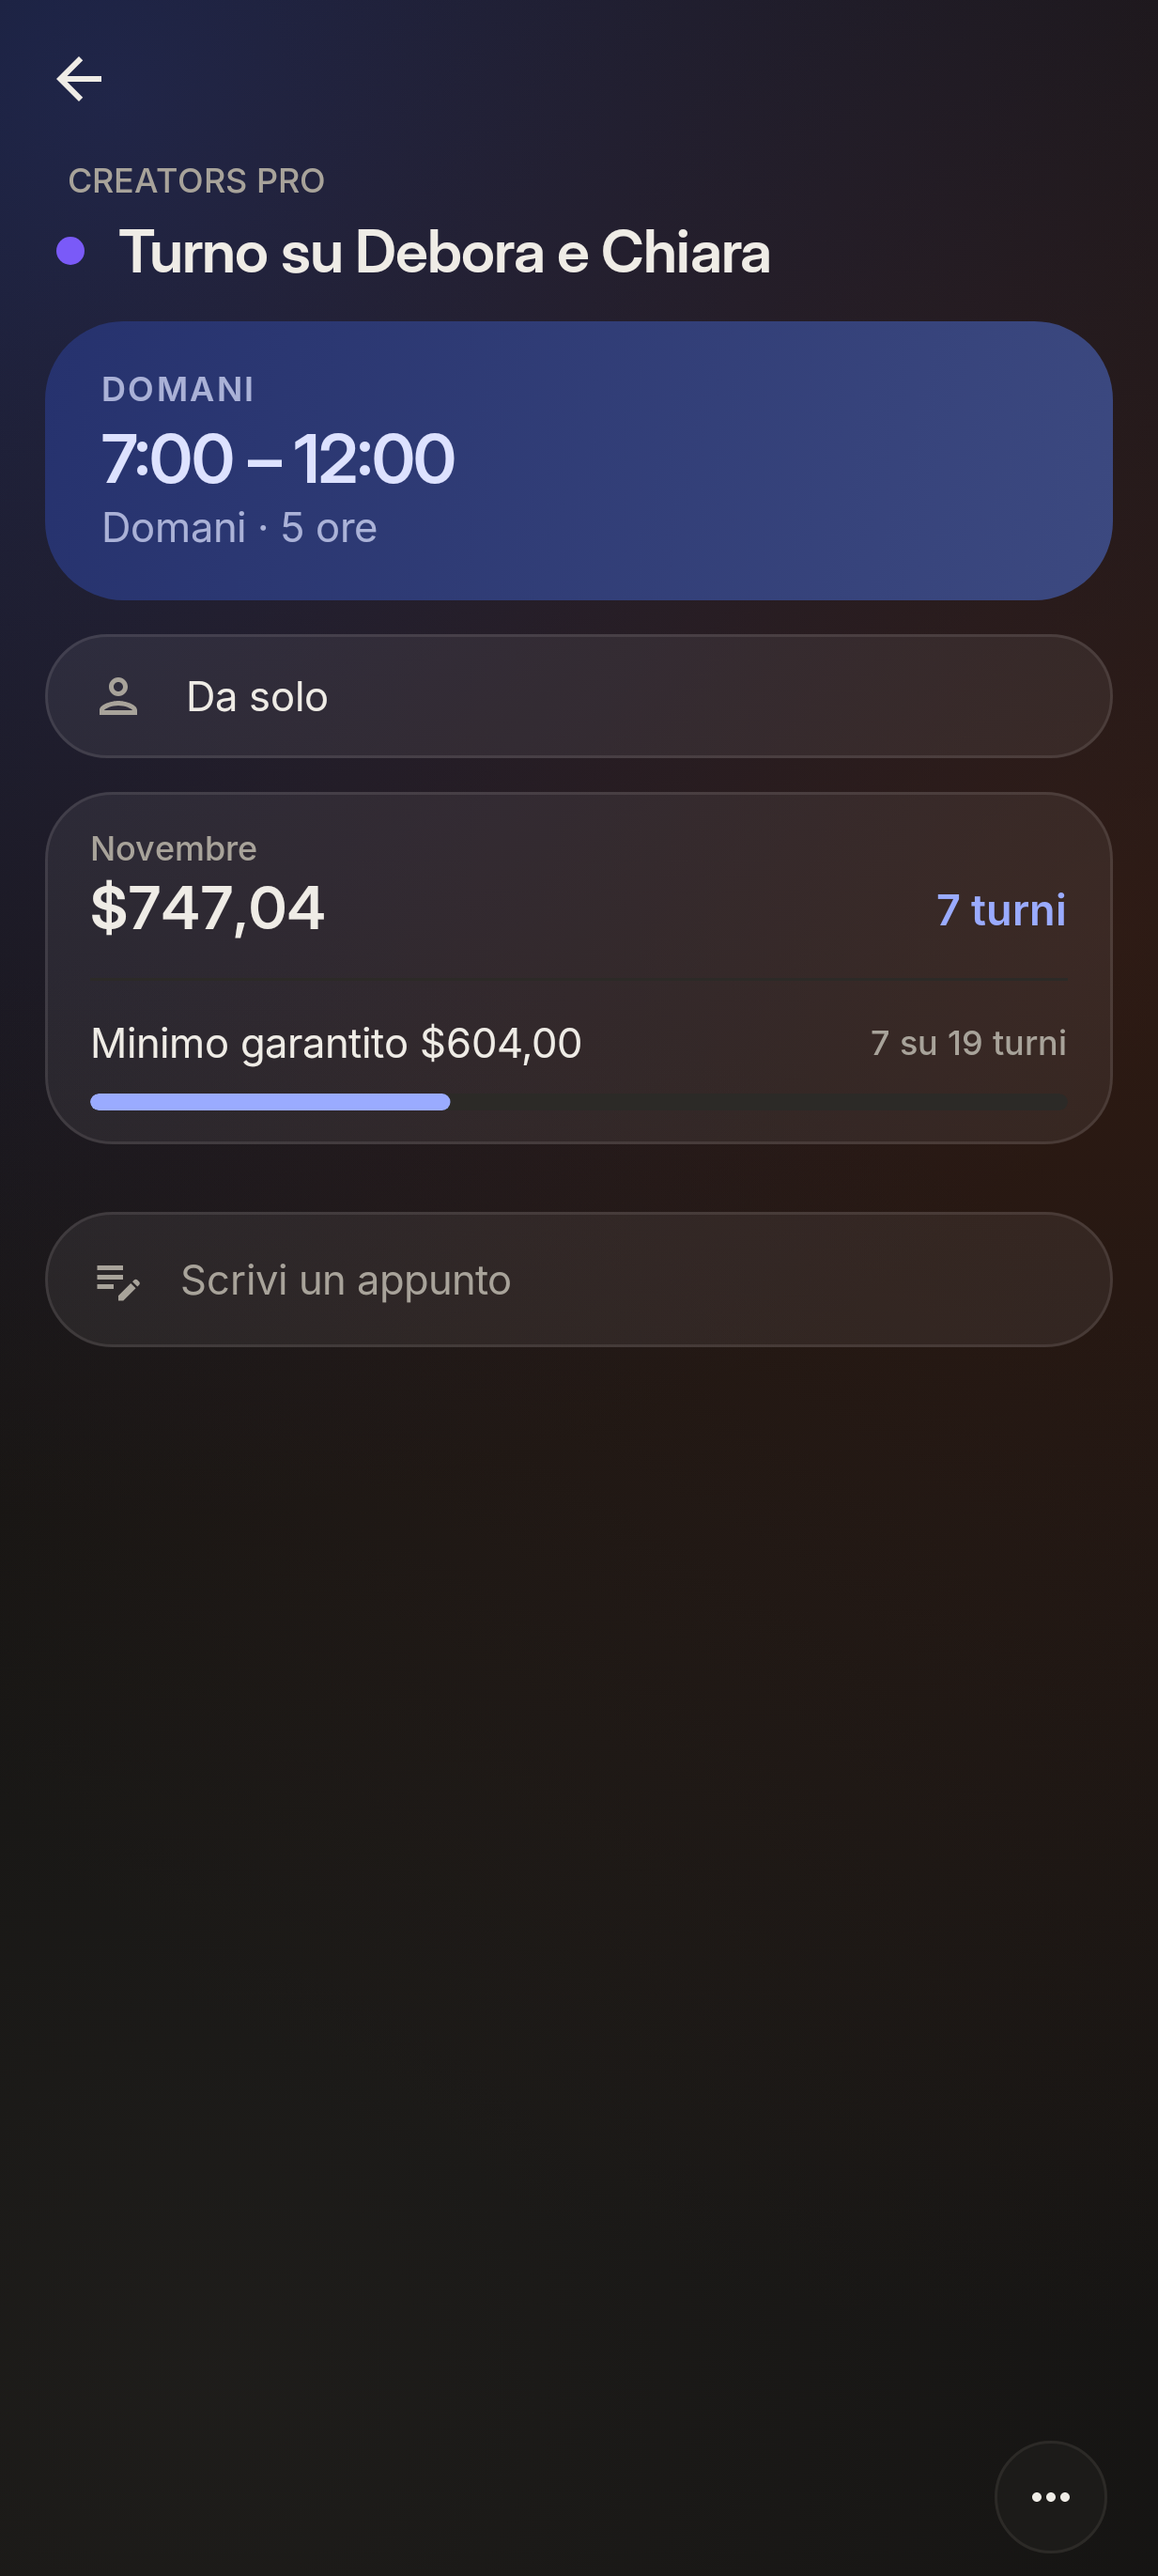 CREATORS PRO
Turno su Debora e Chiara
DOMANI
7:00 – 12:00
Domani · 5 ore
Da solo
Novembre
$747,04
7 turni
Minimo garantito $604,00
7 su 19 turni
Scrivi un appunto